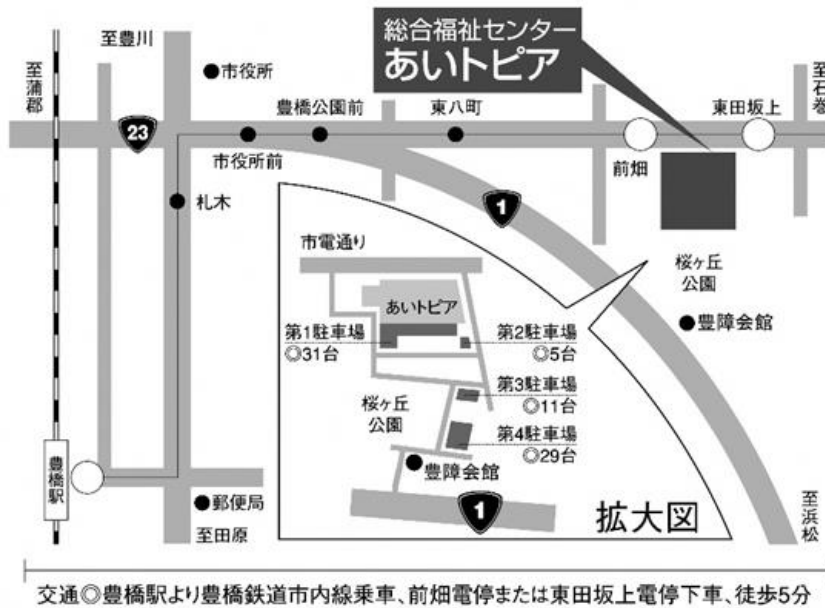 総合福祉センター
あいトピア
至豊川
至蒲郡
市役所
豊橋公園前
東八町
東田坂上
至石巻
23
市役所前
前畑
札木
1
桜ヶ丘
公園
豊障会館
市電通り
あいトピア
第1駐車場
◎31台
第2駐車場
◎5台
第3駐車場
◎11台
桜ヶ丘
公園
第4駐車場
◎29台
豊障会館
1
拡大図
豊橋駅
郵便局
至田原
至浜松
交通◎豊橋駅より豊橋鉄道市内線乗車、前畑電停または東田坂上電停下車、徒歩5分